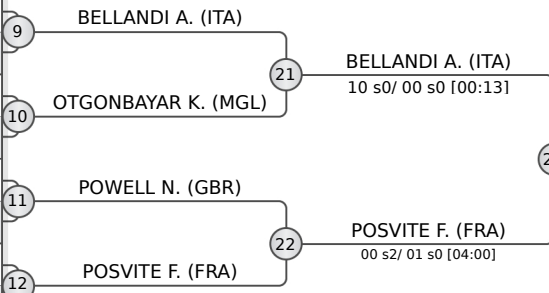 BELLANDI A. (ITA)
9
21
BELLANDI A. (ITA)
10 s0/ 00 s0 [00:13]
OTGONBAYAR K. (MGL)
10
POWELL N. (GBR)
11
22
POSVITE F. (FRA)
00 s2/ 01 s0 [04:00]
POSVITE F. (FRA)
12